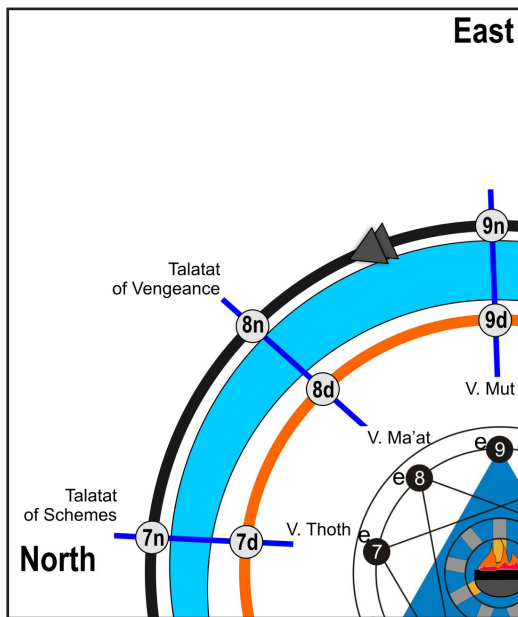 East
9n
Talatat
of Vengeance
8n
9d
8d
V. Mut
V. Ma'at
e 9
e 8
Talatat
of Schemes
7n
7d
V. Thoth
e 7
North